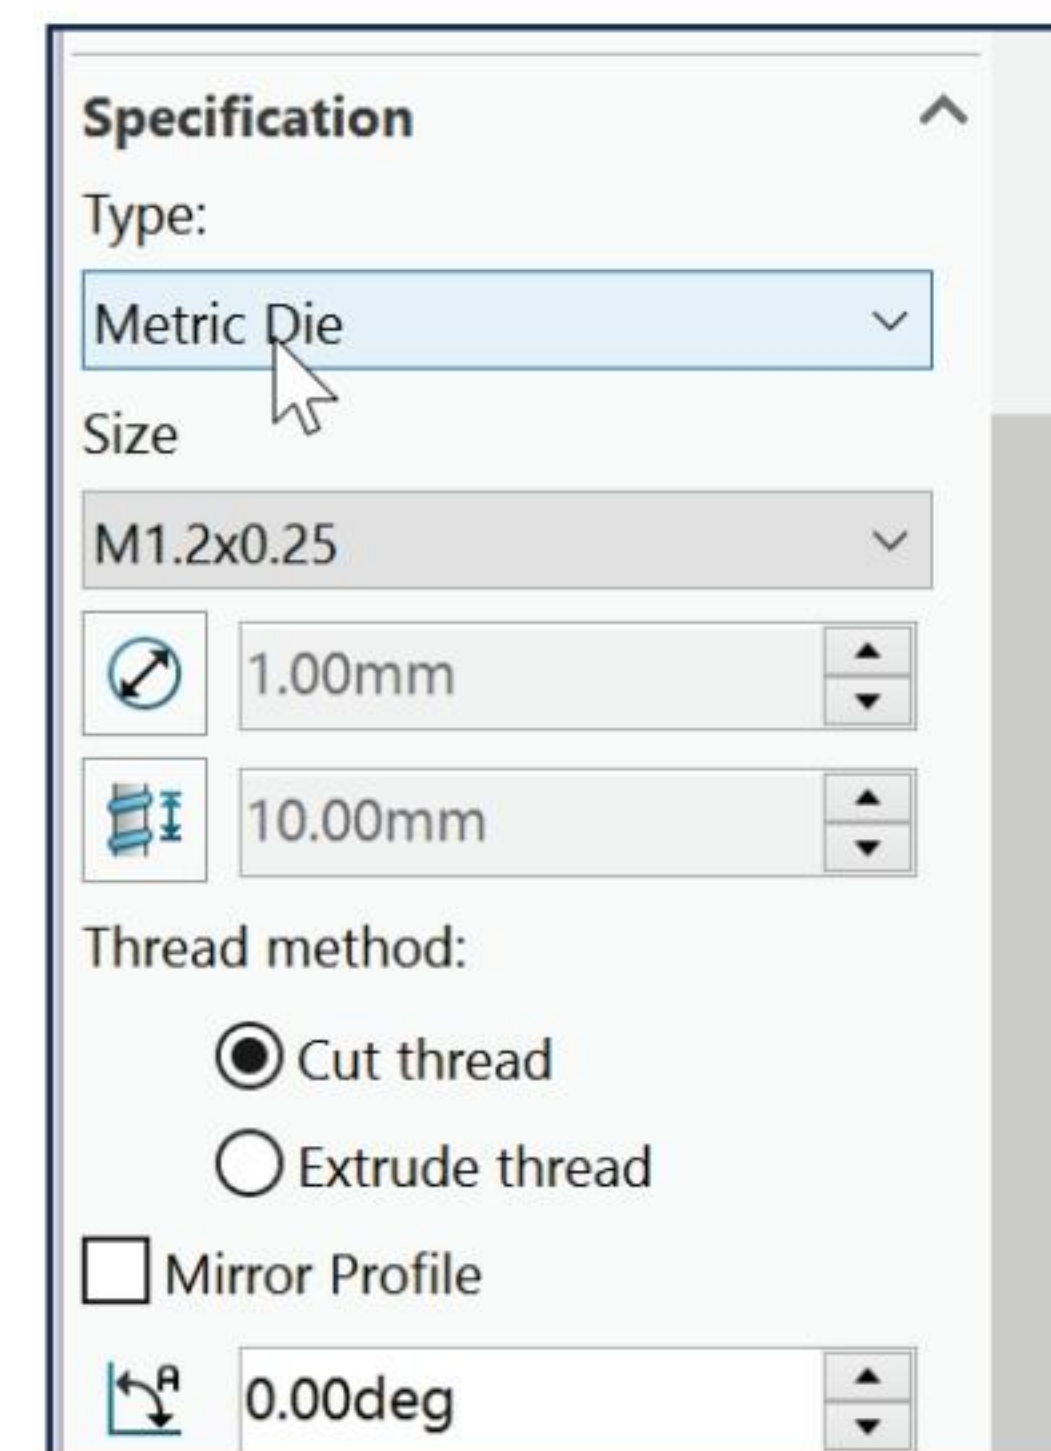 Specification
Type:
Metric Die
Size
M1.2x0.25
1.00mm
10.00mm
Thread method:
Cut thread
Extrude thread
Mirror Profile
A
0.00deg